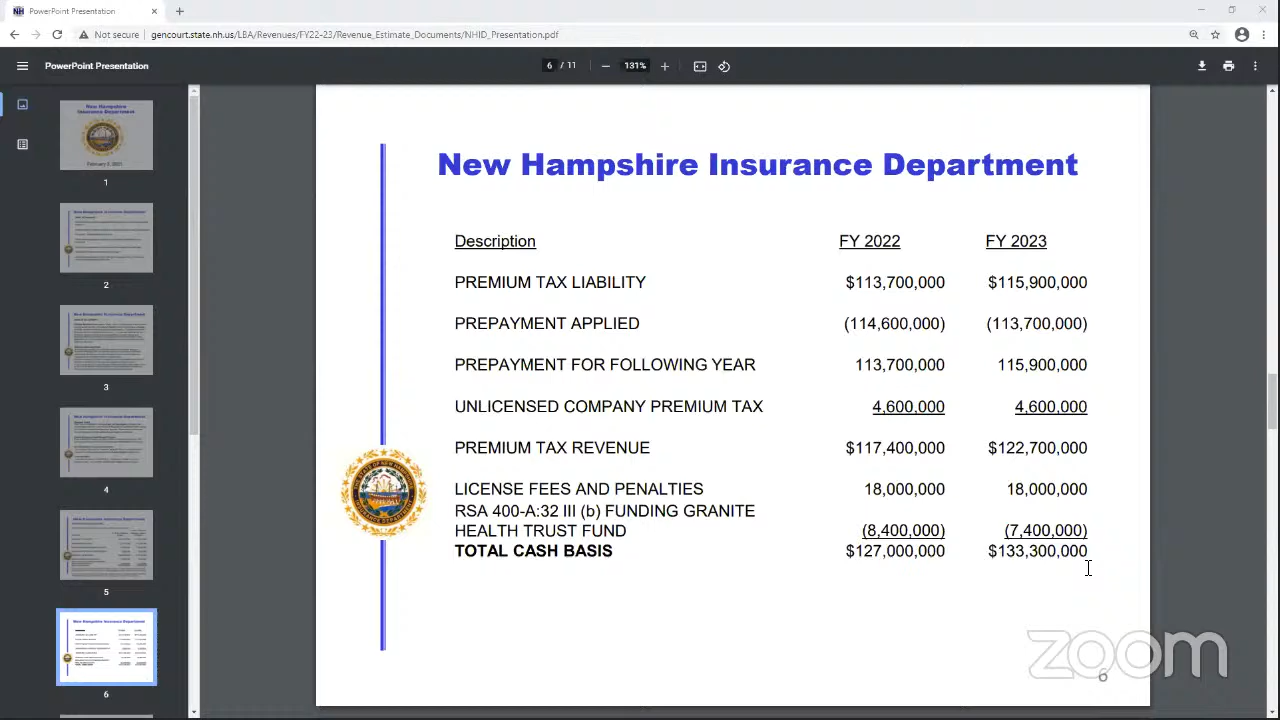 PowerPoint Presentation
Not secure | gencourt.state.nh.us/LBA/Revenues/FY22-23/Revenue_Estimate_Documents/NHID_Presentation.pdf
PowerPoint Presentation
6 / 11
131%
New Hampshire
Insurance Department
1
2
3
4
5
6
New Hampshire Insurance Department
Description FY 2022 FY 2023
PREMIUM TAX LIABILITY $113,700,000 $115,900,000
PREPAYMENT APPLIED (114,600,000) (113,700,000)
PREPAYMENT FOR FOLLOWING YEAR 113,700,000 115,900,000
UNLICENSED COMPANY PREMIUM TAX 4,600,000 4,600,000
PREMIUM TAX REVENUE $117,400,000 $122,700,000
LICENSE FEES AND PENALTIES 18,000,000 18,000,000
RSA 400-A:32 III (b) FUNDING GRANITE
HEALTH TRUST FUND (8,400,000) (7,400,000)
TOTAL CASH BASIS $127,000,000 $133,300,000
zoom
6